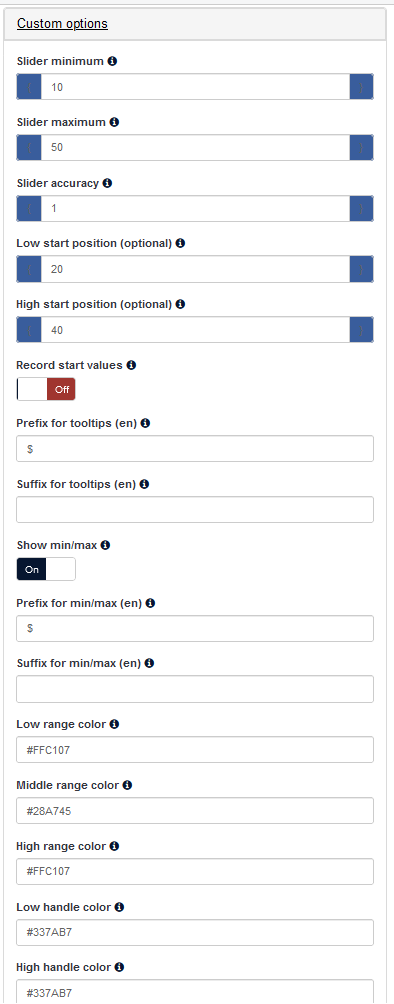 Custom options
Slider minimum
10
Slider maximum
50
Slider accuracy
1
Low start position (optional)
20
High start position (optional)
40
Record start values
Off
Prefix for tooltips (en)
$
Suffix for tooltips (en)
Show min/max
On
Prefix for min/max (en)
$
Suffix for min/max (en)
Low range color
#FFC107
Middle range color
#28A745
High range color
#FFC107
Low handle color
#337AB7
High handle color
#337AB7